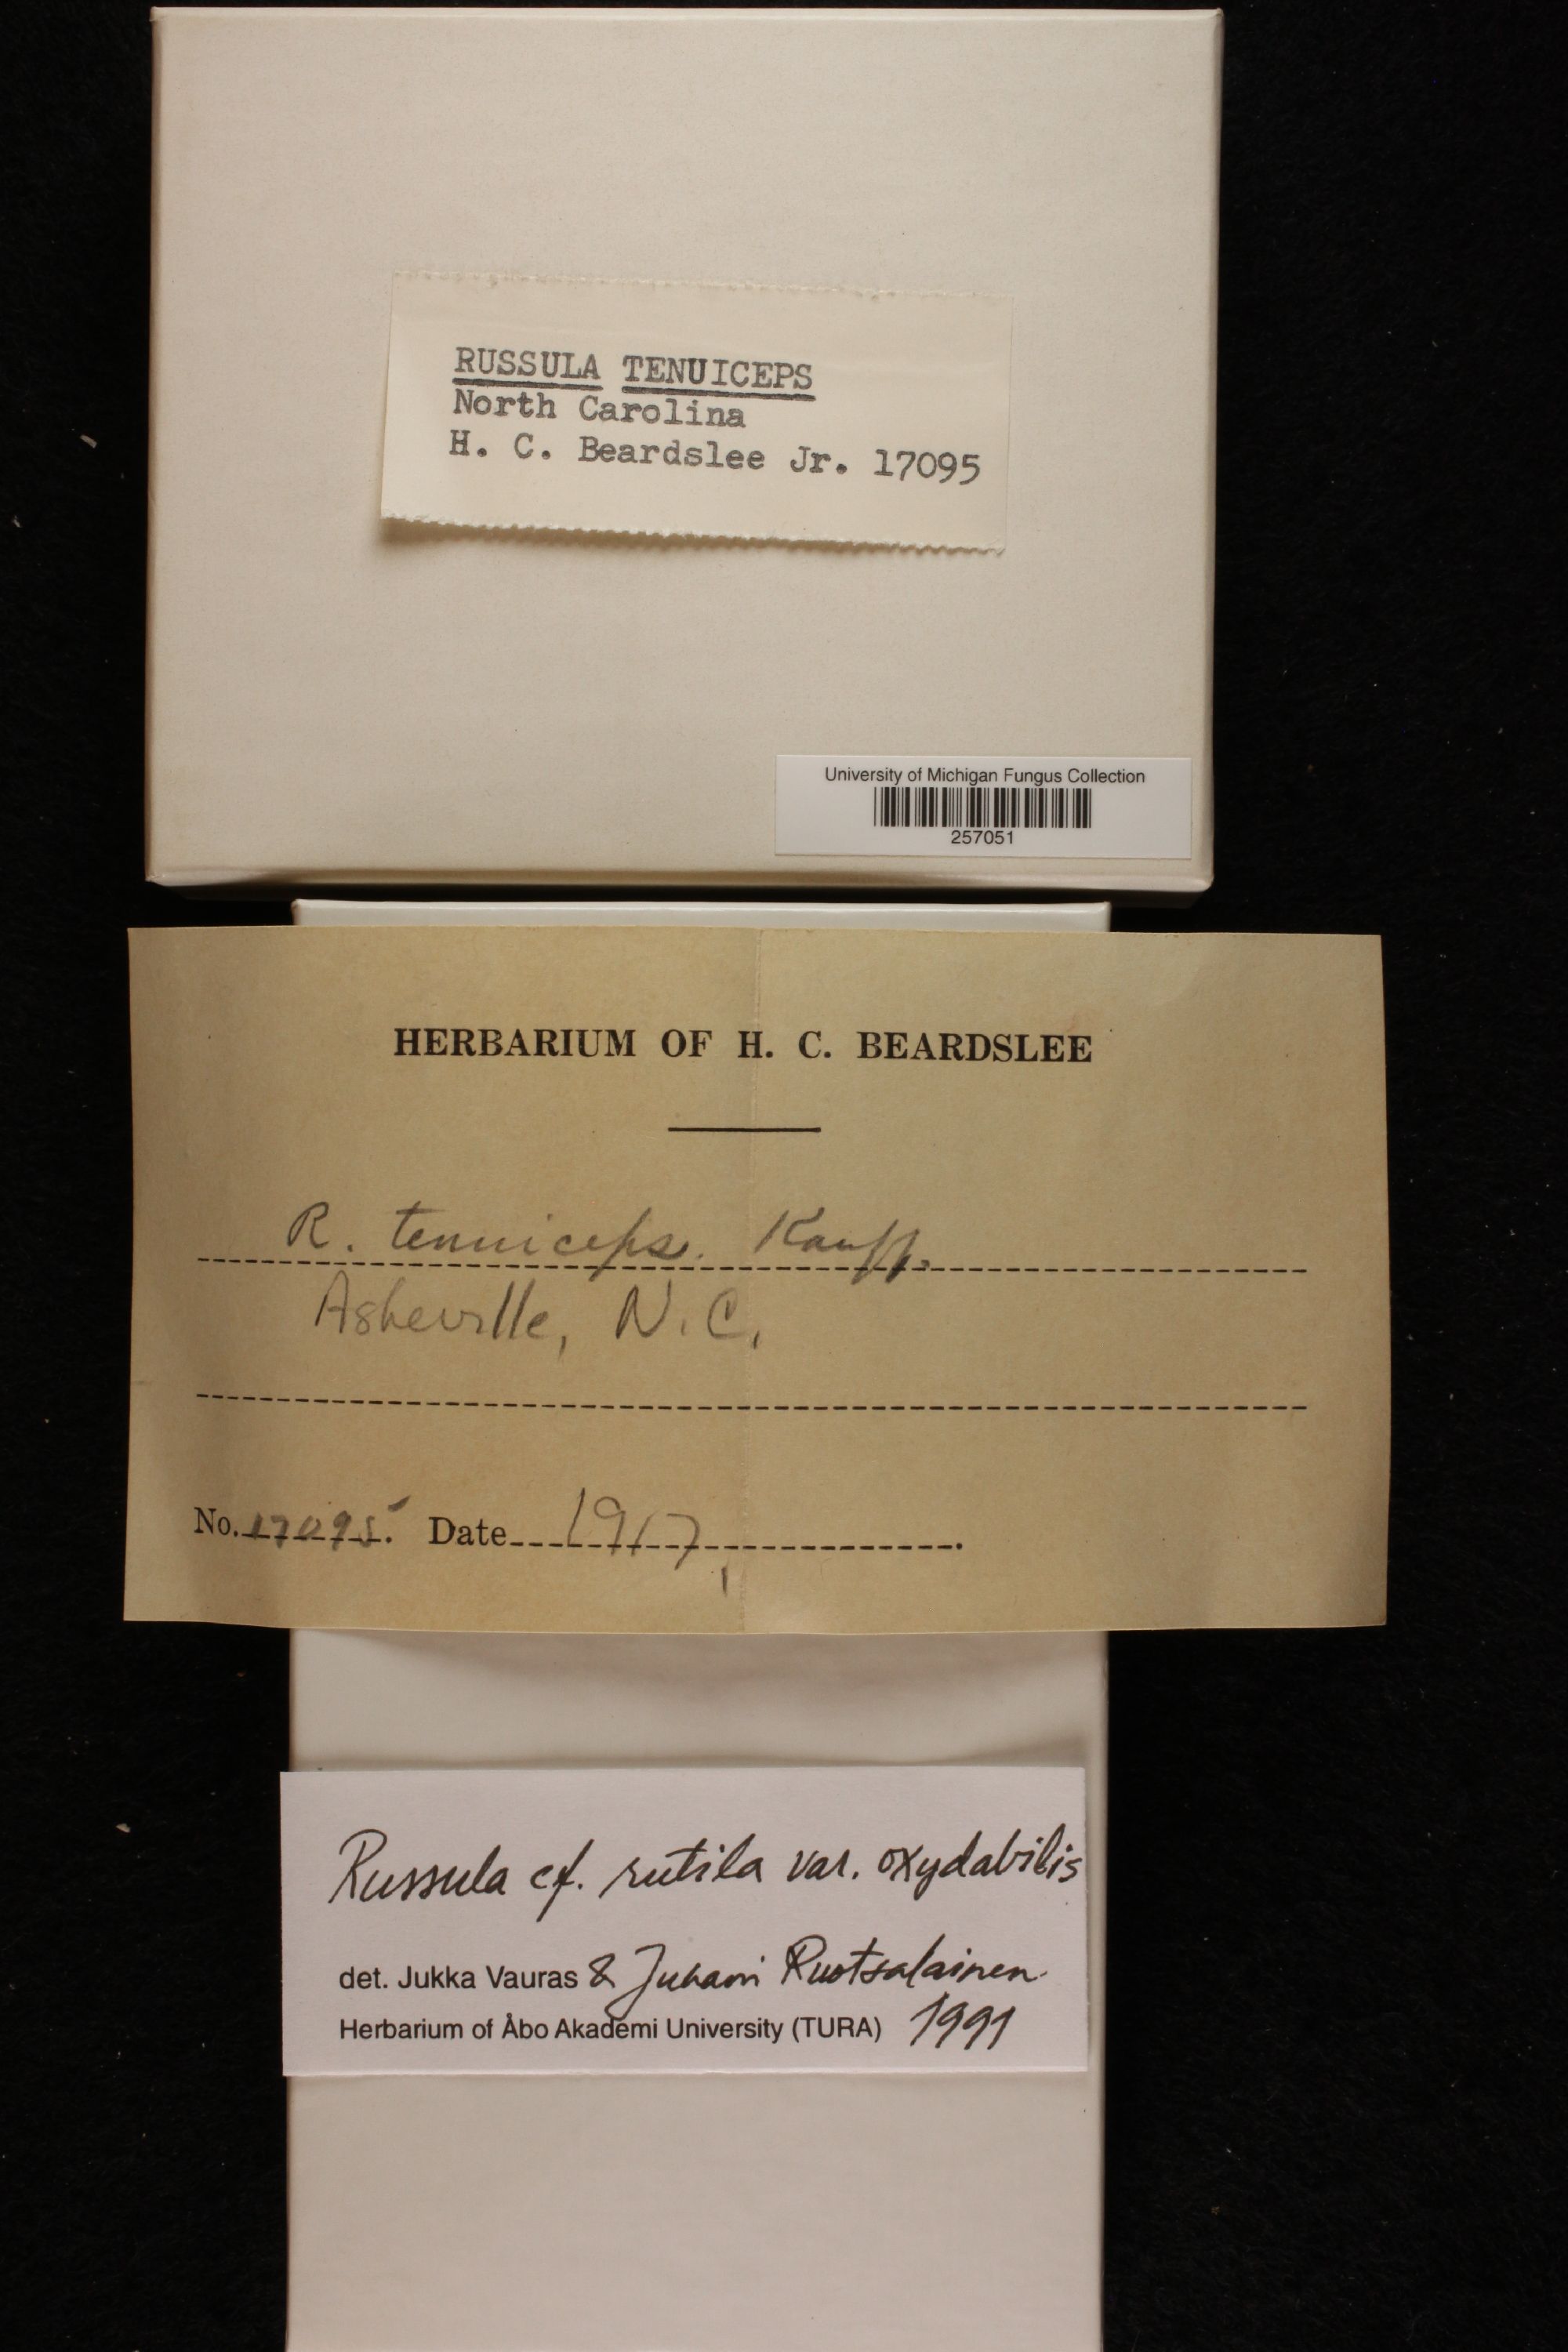 RUSSULA TENUICEPS
North Carolina
H. C. Beardslee Jr. 17095
University of Michigan Fungus Collection
257051
HERBARIUM OF H. C. BEARDSLEE
R. tenuiceps. Kauff.
Asheville, N.C.
No. 17095. Date 1917
Russula cf. rutila var. oxydabilis
det. Jukka Vauras & Juhani Ruotsalainen
Herbarium of Åbo Akademi University (TURA) 1991